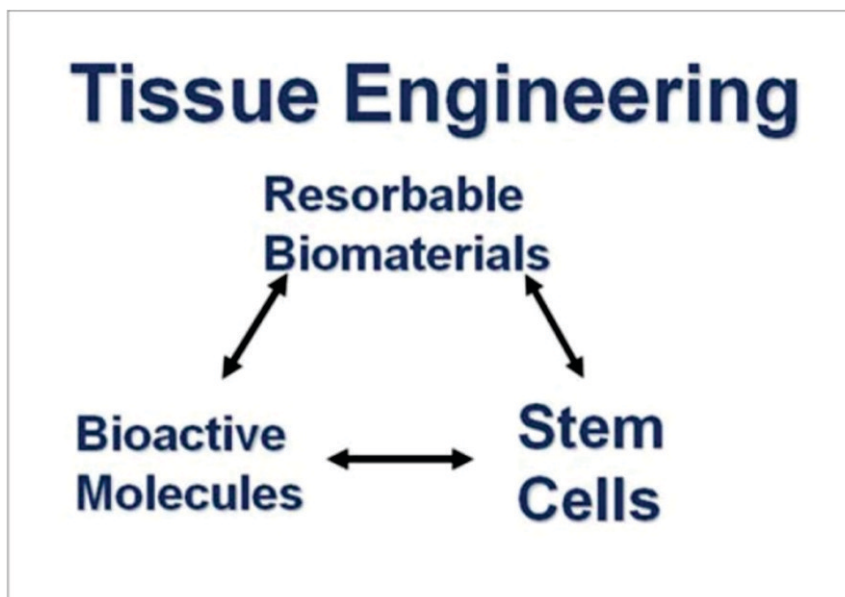 Tissue Engineering
Resorbable
Biomaterials
Bioactive
Molecules
Stem
Cells